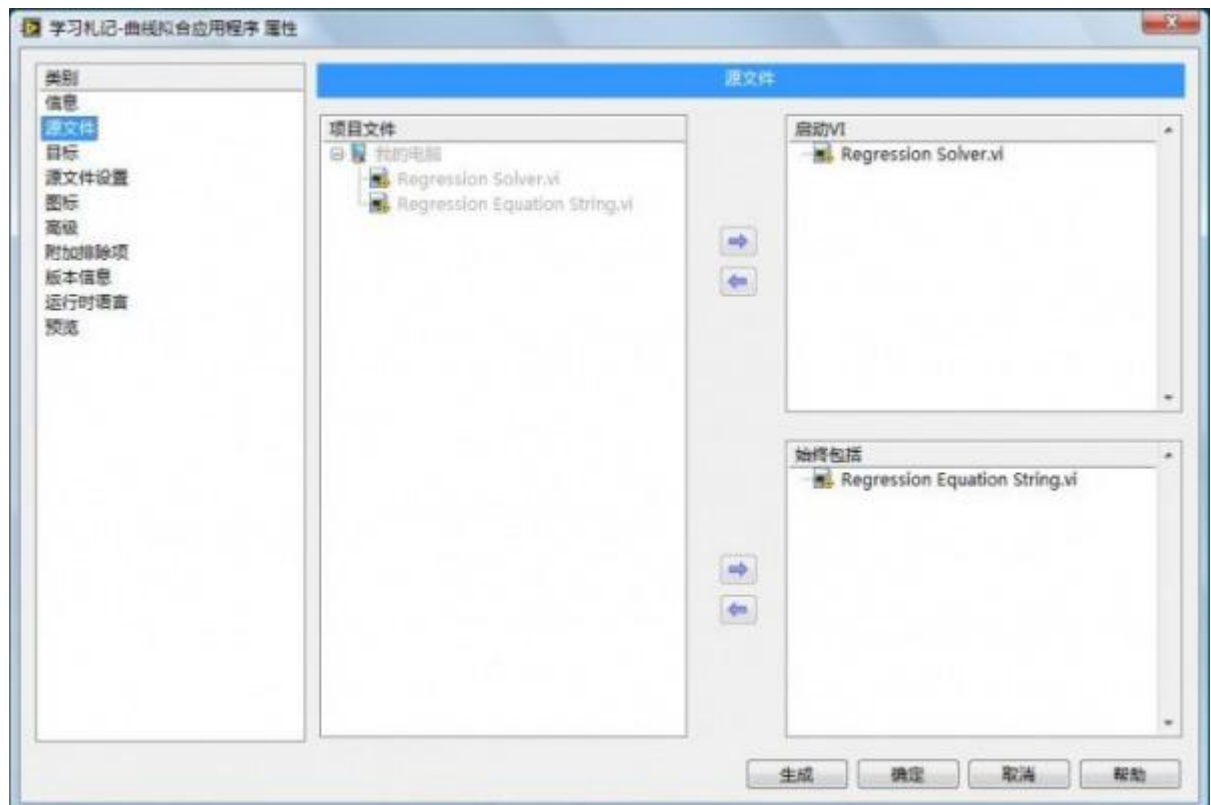 学习札记-曲线拟合应用程序 属性
类别
信息
源文件
目标
源文件设置
图标
高级
附加排除项
版本信息
运行时语言
预览
源文件
项目文件
我的电脑
Regression Solver.vi
Regression Equation String.vi
启动VI
Regression Solver.vi
始终包括
Regression Equation String.vi
生成
确定
取消
帮助